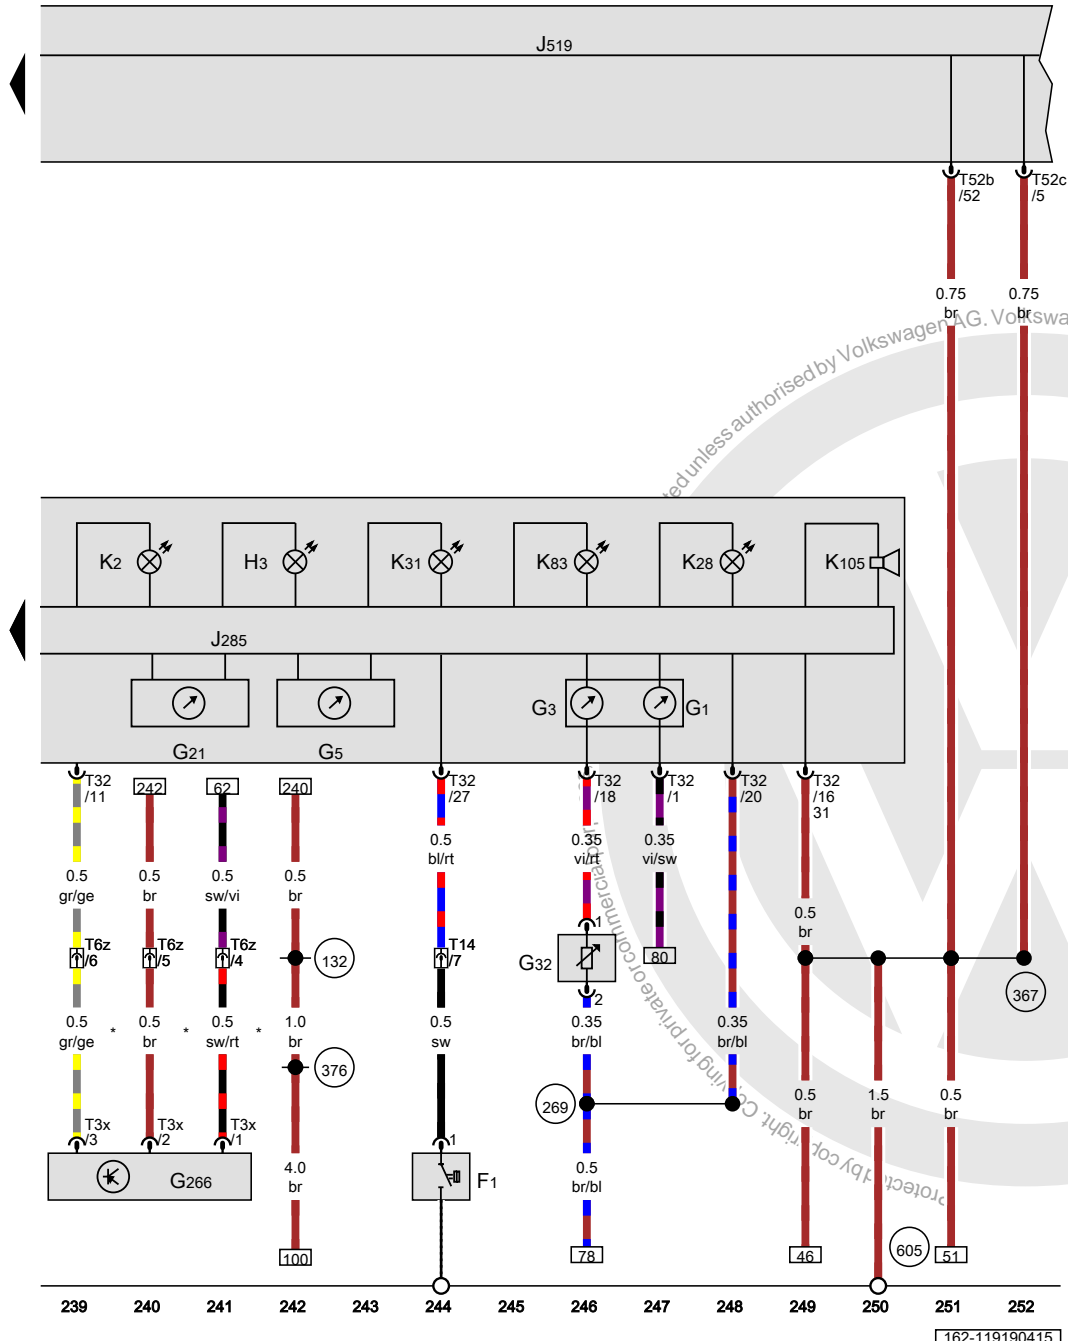 J519
T52b
/52
T52c
/5
0.75
br
0.75
br
ted unless authorised by Volkswagen AG. Volkswa
K2
H3
K31
K83
K28
K105
J285
G3
G1
G21
G5
T32
/11
242
62
240
T32
/27
T32
/18
T32
/1
T32
/20
T32
/16
31
0.5
gr/ge
0.5
br
0.5
sw/vi
0.5
br
0.5
bl/rt
0.35
vi/rt
0.35
vi/sw
0.5
br
T6z
/6
T6z
/5
T6z
/4
132
T14
/7
1
G32
2
80
367
0.5
gr/ge
*
0.5
br
*
0.5
sw/rt
*
1.0
br
0.5
sw
0.35
br/bl
0.35
br/bl
376
269
0.5
br
1.5
br
0.5
br
T3x
/3
T3x
/2
T3x
/1
1
G266
4.0
br
F1
0.5
br/bl
100
78
46
605
51
239 240 241 242 243 244 245 246 247 248 249 250 251 252
162-119190415